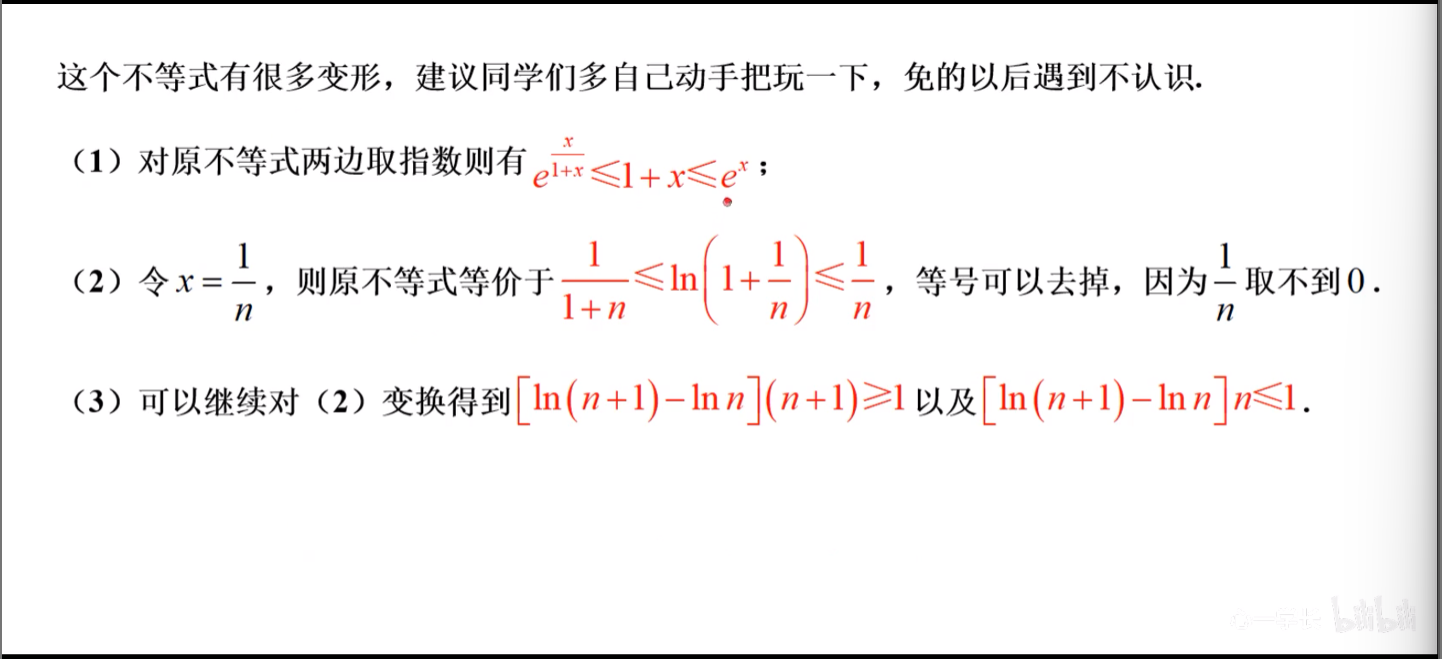 这个不等式有很多变形，建议同学们多自己动手把玩一下，免的以后遇到不认识.
（1）对原不等式两边取指数则有 $e^{\frac{x}{1+x}} \leqslant 1+x \leqslant e^x$；
（2）令 $x=\frac{1}{n}$，则原不等式等价于 $\frac{1}{1+n} \leqslant \ln\left(1+\frac{1}{n}\right) \leqslant \frac{1}{n}$，等号可以去掉，因为 $\frac{1}{n}$ 取不到 0．
（3）可以继续对（2）变换得到 $[\ln(n+1)-\ln n](n+1) \geqslant 1$ 以及 $[\ln(n+1)-\ln n]n \leqslant 1$．
bilibili